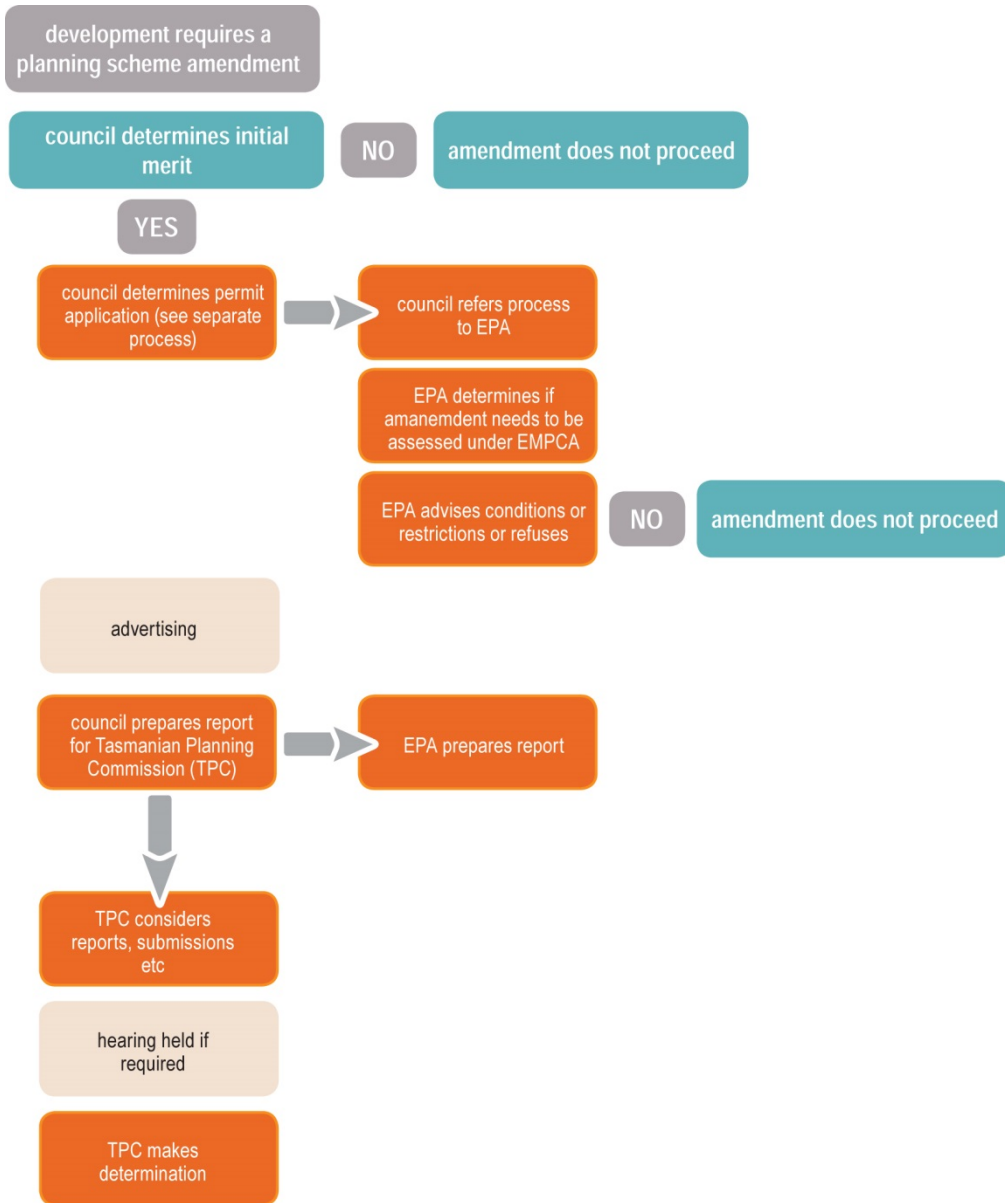 development requires a
planning scheme amendment
council determines initial
merit
NO
amendment does not proceed
YES
council determines permit
application (see separate
process)
council refers process
to EPA
EPA determines if
amanemdent needs to be
assessed under EMPCA
EPA advises conditions or
restrictions or refuses
NO
amendment does not proceed
advertising
council prepares report
for Tasmanian Planning
Commission (TPC)
EPA prepares report
TPC considers
reports, submissions
etc
hearing held if
required
TPC makes
determination